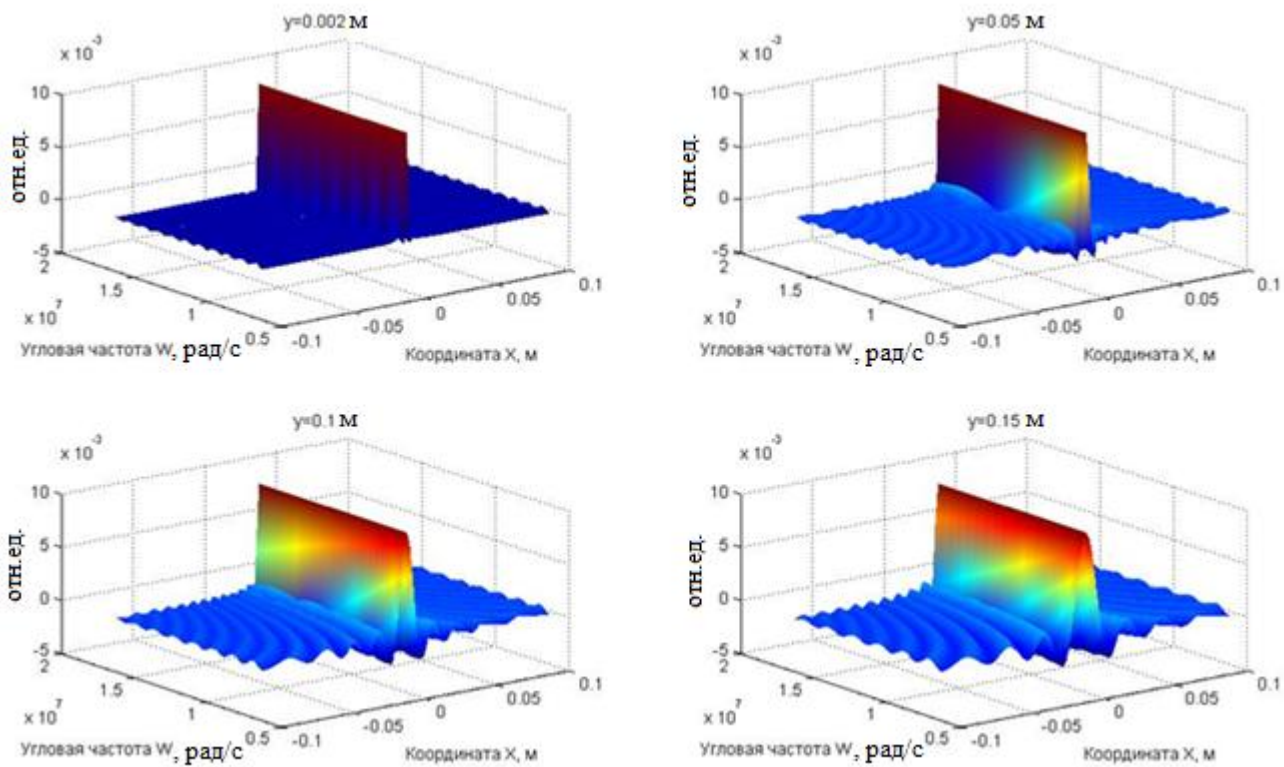 y=0.002 м
x 10⁻³
10
5
0
-5
отн.ед.
2
1.5
1
0.5
x 10⁷
Угловая частота W, рад/с
-0.1
-0.05
0
0.05
0.1
Координата X, м
y=0.05 м
x 10⁻³
10
5
0
-5
отн.ед.
2
1.5
1
0.5
x 10⁷
Угловая частота W, рад/с
-0.1
-0.05
0
0.05
0.1
Координата X, м
y=0.1 м
x 10⁻³
10
5
0
-5
отн.ед.
2
1.5
1
0.5
x 10⁷
Угловая частота W, рад/с
-0.1
-0.05
0
0.05
0.1
Координата X, м
y=0.15 м
x 10⁻³
10
5
0
-5
отн.ед.
2
1.5
1
0.5
x 10⁷
Угловая частота W, рад/с
-0.1
-0.05
0
0.05
0.1
Координата X, м